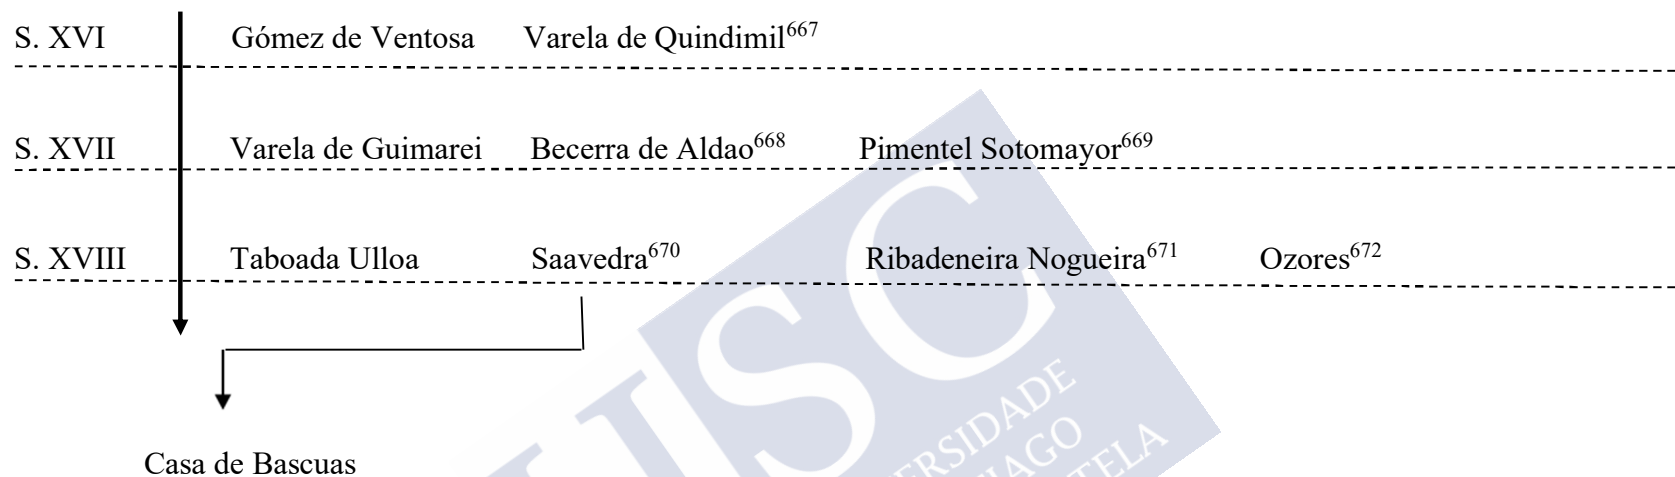 S. XVI Gómez de Ventosa Varela de Quindimil667
S. XVII Varela de Guimarei Becerra de Aldao668 Pimentel Sotomayor669
S. XVIII Taboada Ulloa Saavedra670 Ribadeneira Nogueira671 Ozores672
Casa de Bascuas
USC